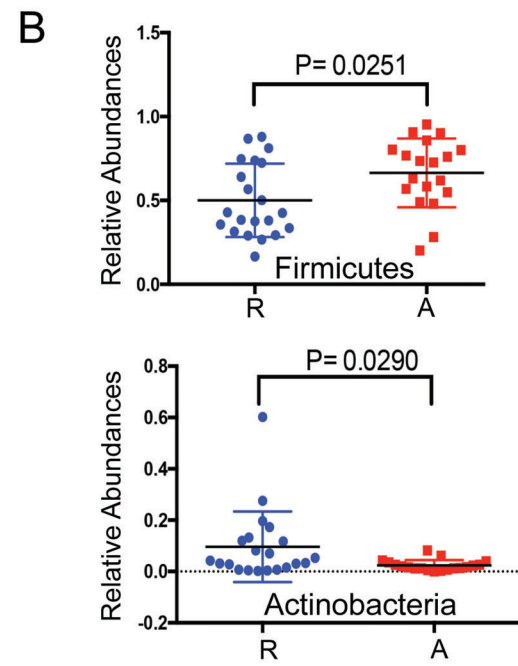 B
Relative Abundances
1.5
1.0
0.5
0.0
P= 0.0251
Firmicutes
R
A
Relative Abundances
0.8
0.6
0.4
0.2
0.0
-0.2
P= 0.0290
Actinobacteria
R
A